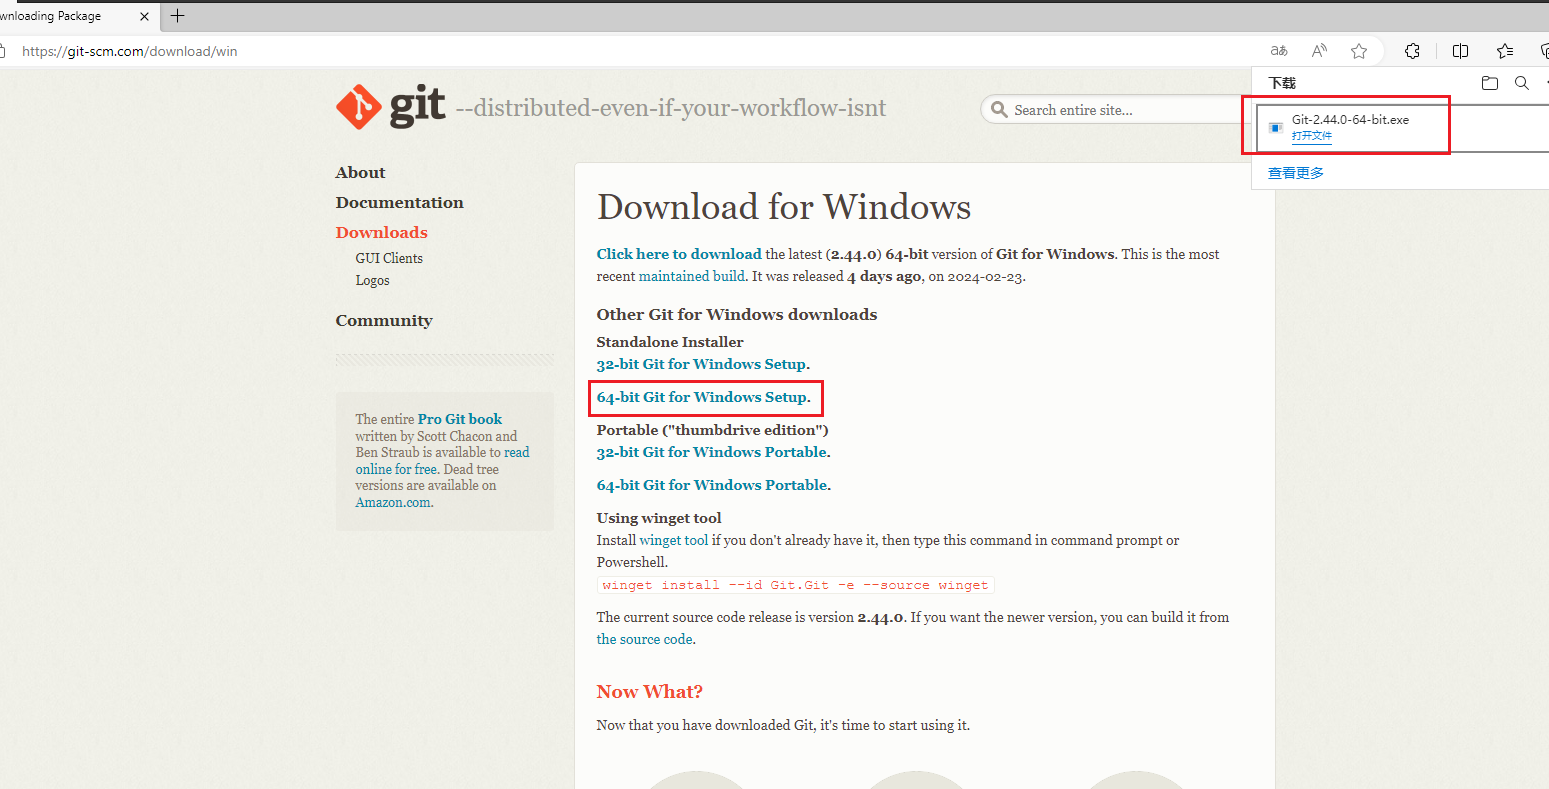 wnloading Package
https://git-scm.com/download/win
aあ
A
下载
git --distributed-even-if-your-workflow-isnt
Search entire site...
Git-2.44.0-64-bit.exe
打开文件
查看更多
About
Documentation
Downloads
GUI Clients
Logos
Community
The entire Pro Git book
written by Scott Chacon and
Ben Straub is available to read
online for free. Dead tree
versions are available on
Amazon.com.
Download for Windows
Click here to download the latest (2.44.0) 64-bit version of Git for Windows. This is the most
recent maintained build. It was released 4 days ago, on 2024-02-23.
Other Git for Windows downloads
Standalone Installer
32-bit Git for Windows Setup.
64-bit Git for Windows Setup.
Portable ("thumbdrive edition")
32-bit Git for Windows Portable.
64-bit Git for Windows Portable.
Using winget tool
Install winget tool if you don't already have it, then type this command in command prompt or
Powershell.
winget install --id Git.Git -e --source winget
The current source code release is version 2.44.0. If you want the newer version, you can build it from
the source code.
Now What?
Now that you have downloaded Git, it's time to start using it.